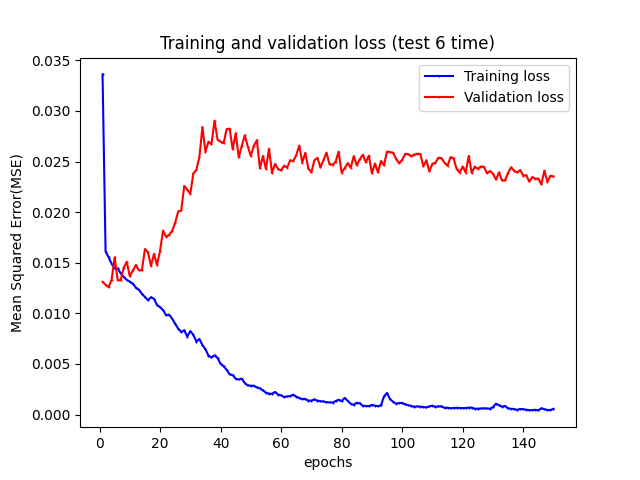 Training and validation loss (test 6 time)
Training loss
Validation loss
Mean Squared Error(MSE)
0.035
0.030
0.025
0.020
0.015
0.010
0.005
0.000
0 20 40 60 80 100 120 140
epochs